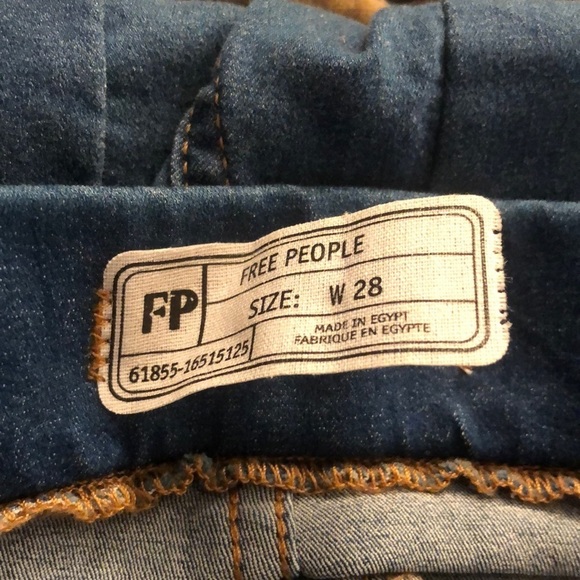 FP
FREE PEOPLE
SIZE: W 28
MADE IN EGYPT
FABRIQUE EN EGYPTE
61855-16515125